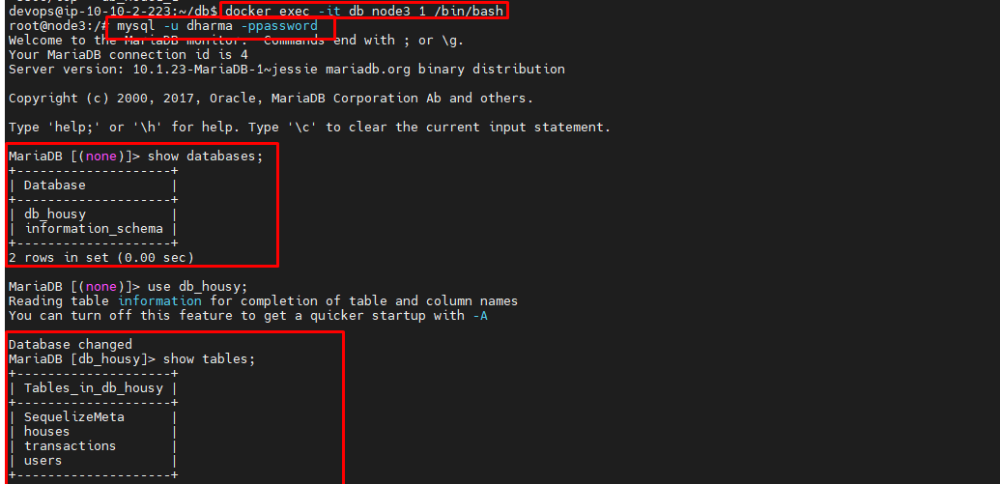 devops@ip-10-10-2-223:~/db$ docker exec -it db_node3_1 /bin/bash
root@node3:/# mysql -u dharma -ppassword
Welcome to the MariaDB monitor.  Commands end with ; or \g.
Your MariaDB connection id is 4
Server version: 10.1.23-MariaDB-1~jessie mariadb.org binary distribution
Copyright (c) 2000, 2017, Oracle, MariaDB Corporation Ab and others.
Type 'help;' or '\h' for help. Type '\c' to clear the current input statement.
MariaDB [(none)]> show databases;
+--------------------+
| Database           |
+--------------------+
| db_housy           |
| information_schema |
+--------------------+
2 rows in set (0.00 sec)
MariaDB [(none)]> use db_housy;
Reading table information for completion of table and column names
You can turn off this feature to get a quicker startup with -A
Database changed
MariaDB [db_housy]> show tables;
+--------------------+
| Tables_in_db_housy |
+--------------------+
| SequelizeMeta      |
| houses             |
| transactions       |
| users              |
+--------------------+